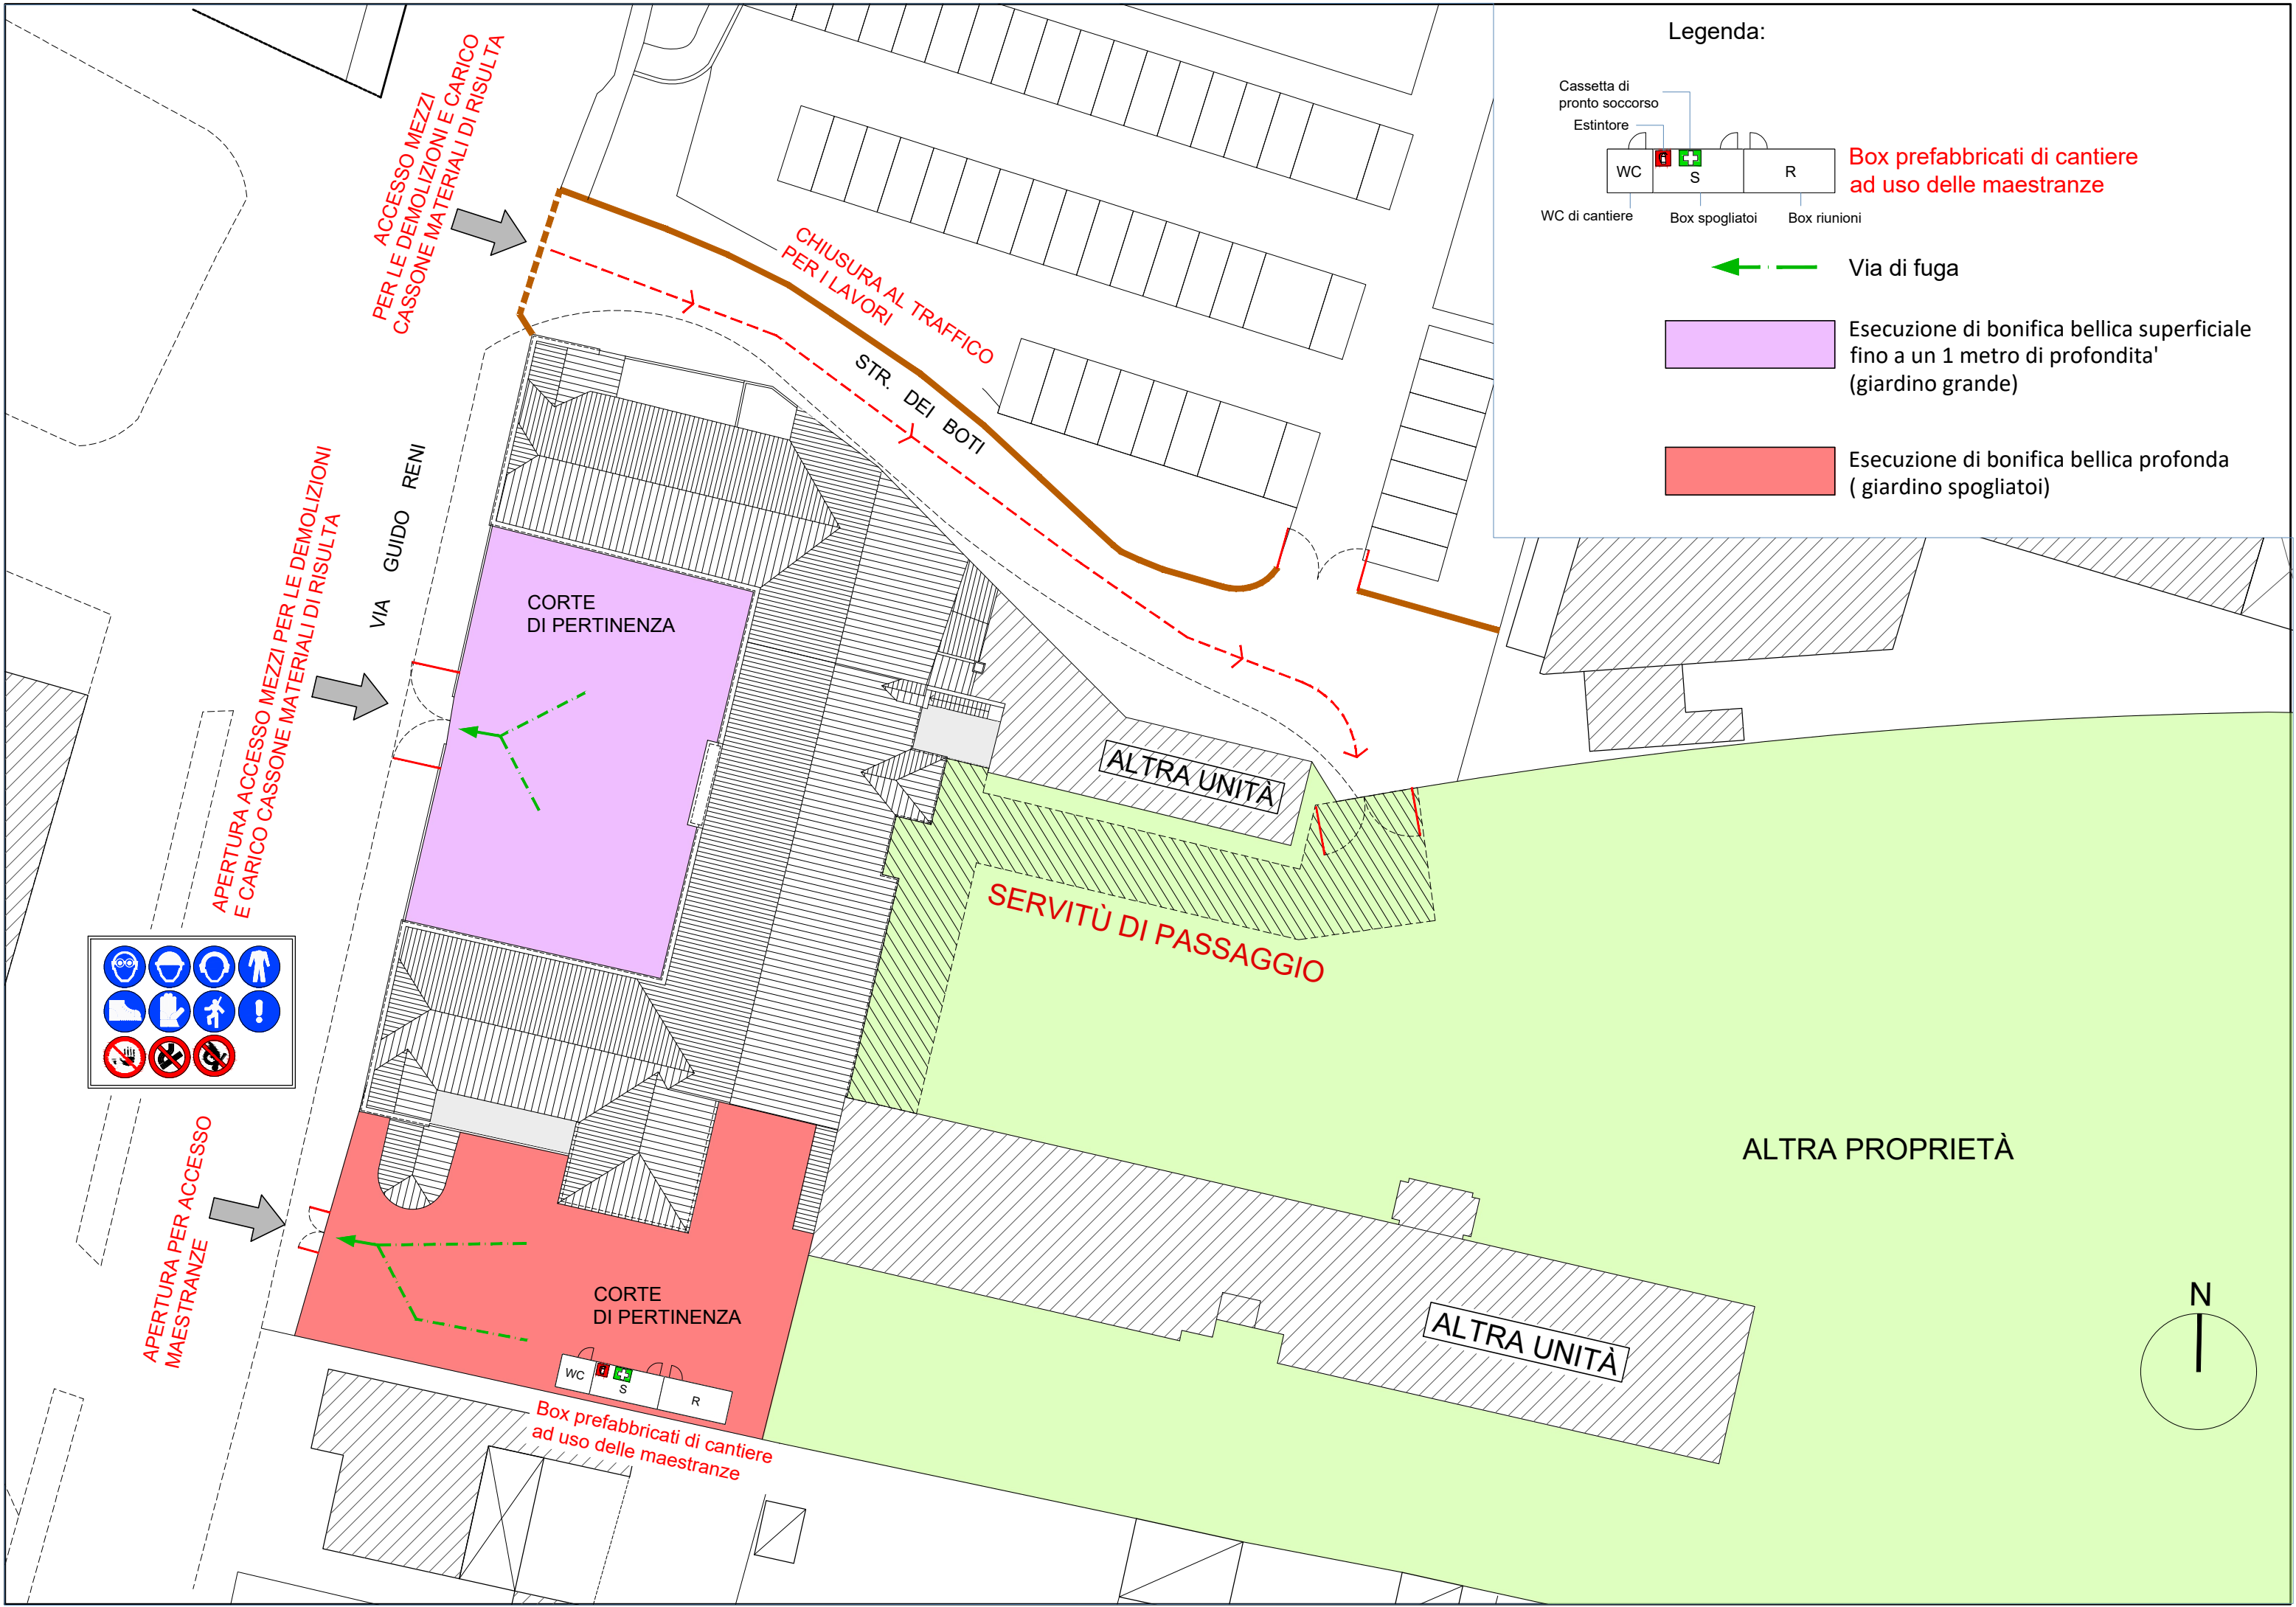 Legenda:
Cassetta di
pronto soccorso
Estintore
WC
S
R
WC di cantiere
Box spogliatoi
Box riunioni
Box prefabbricati di cantiere
ad uso delle maestranze
Via di fuga
Esecuzione di bonifica bellica superficiale
fino a un 1 metro di profondita'
(giardino grande)
Esecuzione di bonifica bellica profonda
( giardino spogliatoi)
ACCESSO MEZZI
PER LE DEMOLIZIONI E CARICO
CASSONE MATERIALI DI RISULTA
CHIUSURA AL TRAFFICO
PER I LAVORI
STR. DEI BOTI
VIA GUIDO RENI
APERTURA ACCESSO MEZZI PER LE DEMOLIZIONI
E CARICO CASSONE MATERIALI DI RISULTA
CORTE
DI PERTINENZA
ALTRA UNITÀ
SERVITÙ DI PASSAGGIO
ALTRA PROPRIETÀ
APERTURA PER ACCESSO
MAESTRANZE
CORTE
DI PERTINENZA
WC
S
R
Box prefabbricati di cantiere
ad uso delle maestranze
ALTRA UNITÀ
N